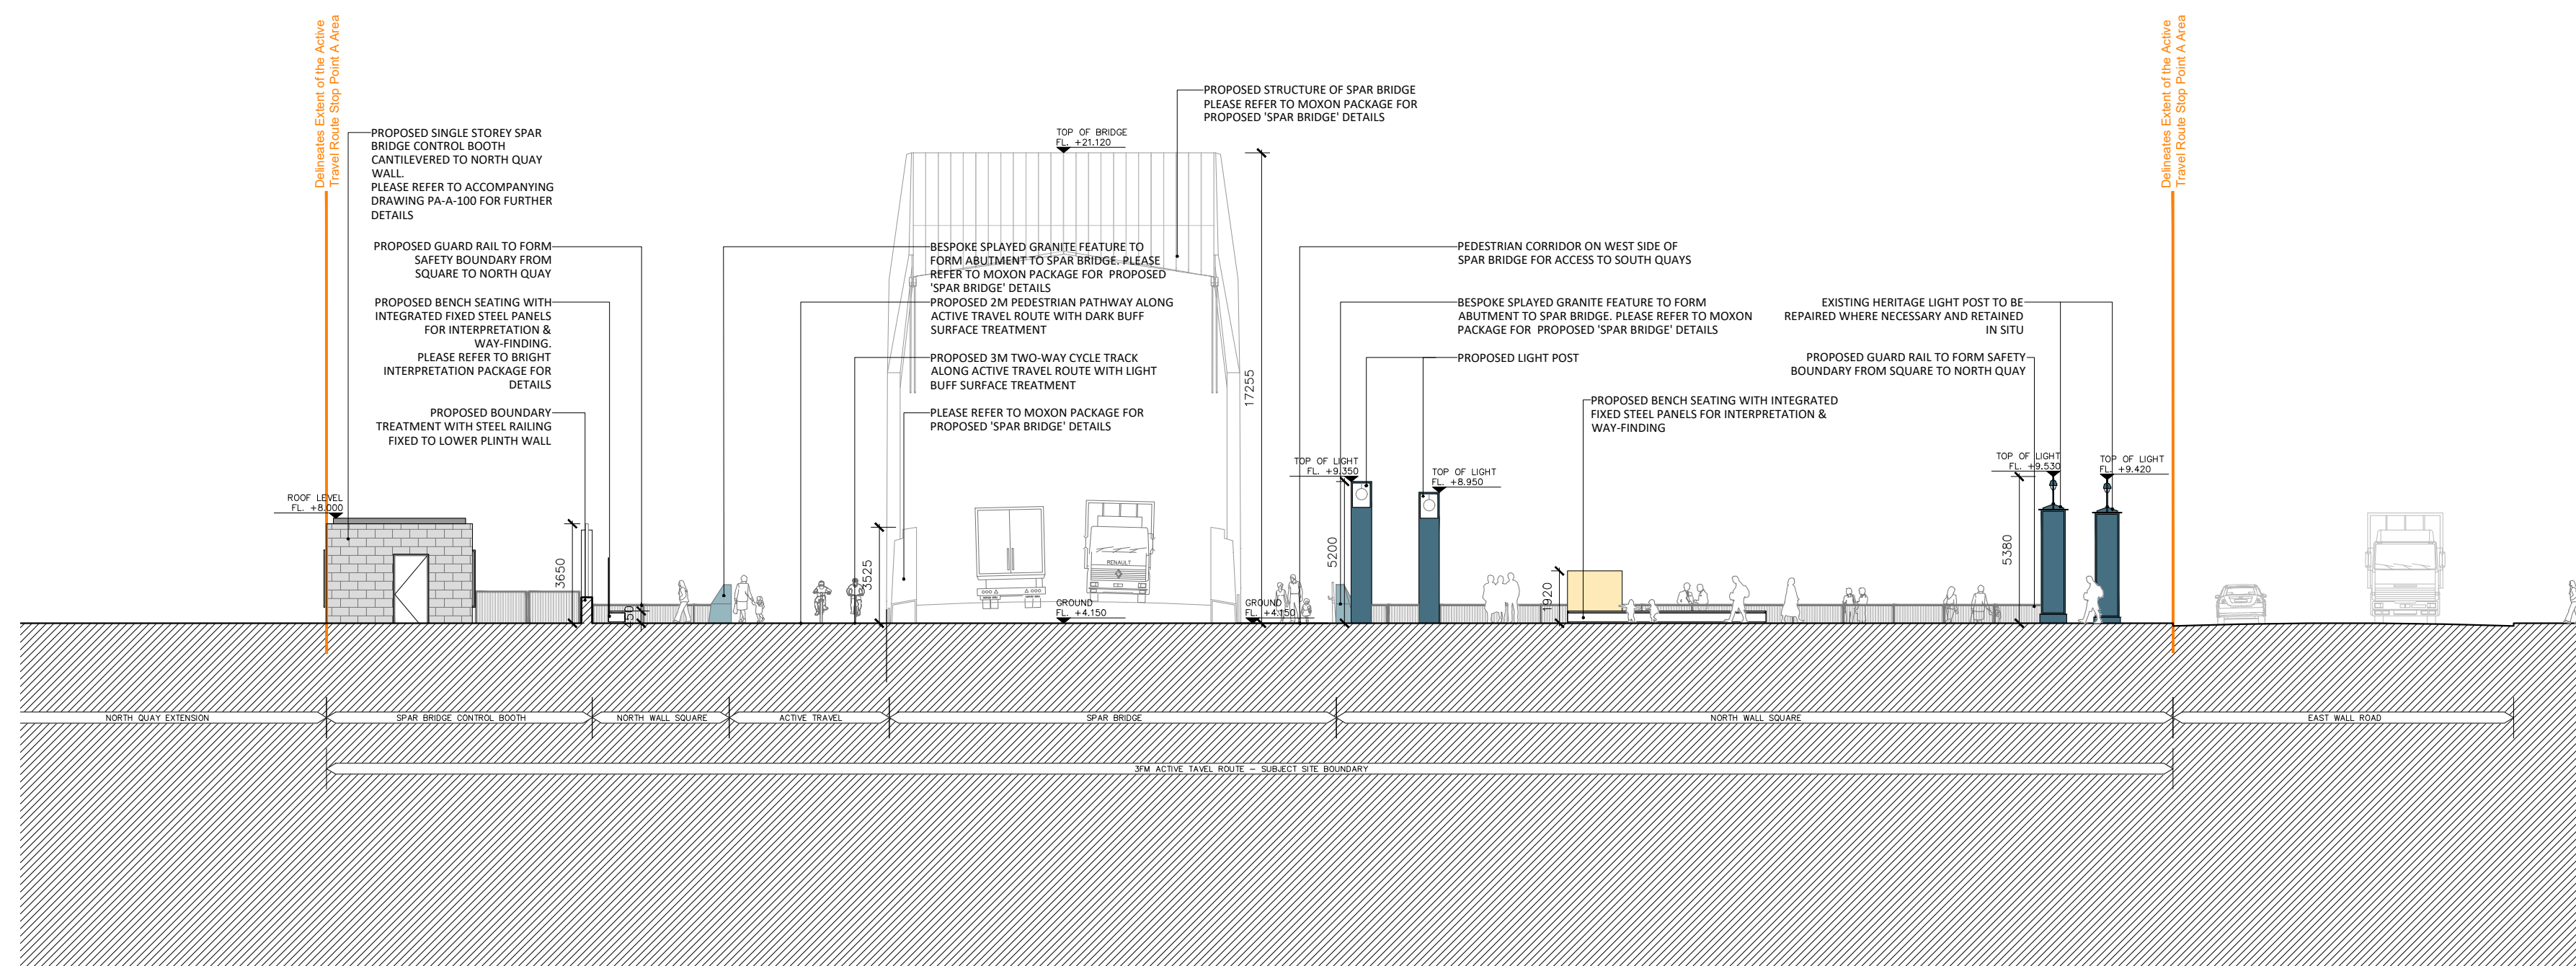 Delineates Extent of the Active
Travel Route Stop Point A Area
Delineates Extent of the Active
Travel Route Stop Point A Area
PROPOSED STRUCTURE OF SPAR BRIDGE
PLEASE REFER TO MOXON PACKAGE FOR
PROPOSED 'SPAR BRIDGE' DETAILS
TOP OF BRIDGE
FL. +21.120
PROPOSED SINGLE STOREY SPAR
BRIDGE CONTROL BOOTH
CANTILEVERED TO NORTH QUAY
WALL.
PLEASE REFER TO ACCOMPANYING
DRAWING PA-A-100 FOR FURTHER
DETAILS
PROPOSED GUARD RAIL TO FORM
SAFETY BOUNDARY FROM
SQUARE TO NORTH QUAY
PROPOSED BENCH SEATING WITH
INTEGRATED FIXED STEEL PANELS
FOR INTERPRETATION &
WAY-FINDING.
PLEASE REFER TO BRIGHT
INTERPRETATION PACKAGE FOR
DETAILS
PROPOSED BOUNDARY
TREATMENT WITH STEEL RAILING
FIXED TO LOWER PLINTH WALL
BESPOKE SPLAYED GRANITE FEATURE TO
FORM ABUTMENT TO SPAR BRIDGE. PLEASE
REFER TO MOXON PACKAGE FOR PROPOSED
'SPAR BRIDGE' DETAILS
PROPOSED 2M PEDESTRIAN PATHWAY ALONG
ACTIVE TRAVEL ROUTE WITH DARK BUFF
SURFACE TREATMENT
PROPOSED 3M TWO-WAY CYCLE TRACK
ALONG ACTIVE TRAVEL ROUTE WITH LIGHT
BUFF SURFACE TREATMENT
PLEASE REFER TO MOXON PACKAGE FOR
PROPOSED 'SPAR BRIDGE' DETAILS
PEDESTRIAN CORRIDOR ON WEST SIDE OF
SPAR BRIDGE FOR ACCESS TO SOUTH QUAYS
BESPOKE SPLAYED GRANITE FEATURE TO FORM
ABUTMENT TO SPAR BRIDGE. PLEASE REFER TO MOXON
PACKAGE FOR PROPOSED 'SPAR BRIDGE' DETAILS
PROPOSED LIGHT POST
EXISTING HERITAGE LIGHT POST TO BE
REPAIRED WHERE NECESSARY AND RETAINED
IN SITU
PROPOSED GUARD RAIL TO FORM SAFETY
BOUNDARY FROM SQUARE TO NORTH QUAY
PROPOSED BENCH SEATING WITH INTEGRATED
FIXED STEEL PANELS FOR INTERPRETATION &
WAY-FINDING
17255
ROOF LEVEL
FL. +8.000
TOP OF LIGHT
FL. +9.350
TOP OF LIGHT
FL. +8.950
TOP OF LIGHT
FL. +9.530
TOP OF LIGHT
FL. +9.420
3650
450
3525
5200
1920
5380
RENAULT
GROUND
FL. +4.150
GROUND
FL. +4.150
NORTH QUAY EXTENSION
SPAR BRIDGE CONTROL BOOTH
NORTH WALL SQUARE
ACTIVE TRAVEL
SPAR BRIDGE
NORTH WALL SQUARE
EAST WALL ROAD
3FM ACTIVE TAVEL ROUTE - SUBJECT SITE BOUNDARY